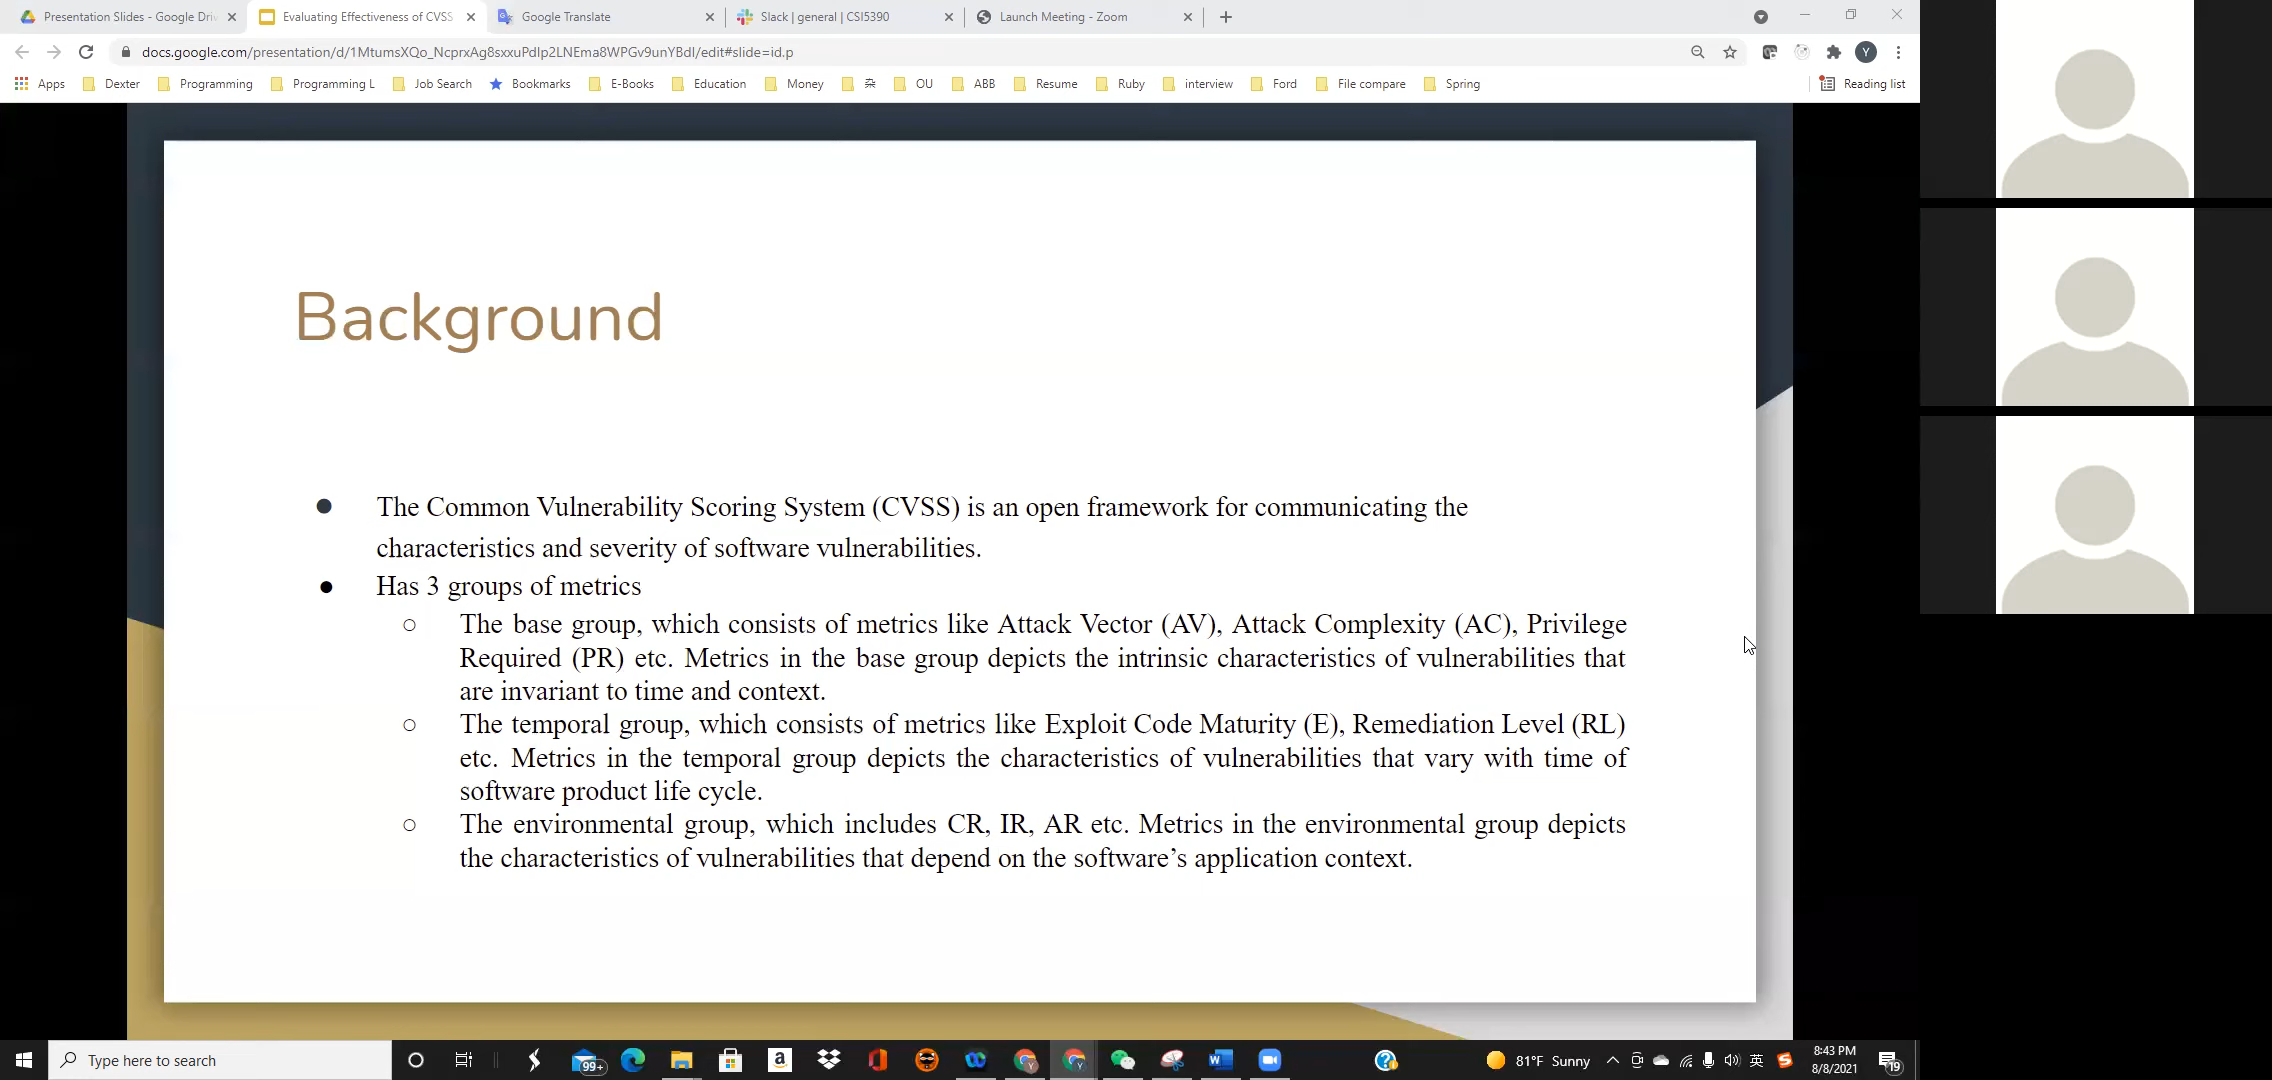 Presentation Slides - Google Driv
Evaluating Effectiveness of CVSS
Google Translate
Slack | general | CSI5390
Launch Meeting - Zoom
docs.google.com/presentation/d/1MtumsXQo_NcprxAg8sxxuPdlp2LNEma8WPGv9unYBdI/edit#slide=id.p
Y
Apps
Dexter
Programming
Programming L
Job Search
Bookmarks
E-Books
Education
Money
杂
OU
ABB
Resume
Ruby
interview
Ford
File compare
Spring
Reading list
Background
● The Common Vulnerability Scoring System (CVSS) is an open framework for communicating the
characteristics and severity of software vulnerabilities.
● Has 3 groups of metrics
○ The base group, which consists of metrics like Attack Vector (AV), Attack Complexity (AC), Privilege
Required (PR) etc. Metrics in the base group depicts the intrinsic characteristics of vulnerabilities that
are invariant to time and context.
○ The temporal group, which consists of metrics like Exploit Code Maturity (E), Remediation Level (RL)
etc. Metrics in the temporal group depicts the characteristics of vulnerabilities that vary with time of
software product life cycle.
○ The environmental group, which includes CR, IR, AR etc. Metrics in the environmental group depicts
the characteristics of vulnerabilities that depend on the software's application context.
Type here to search
99+
81°F Sunny
英
8:43 PM
8/8/2021
19